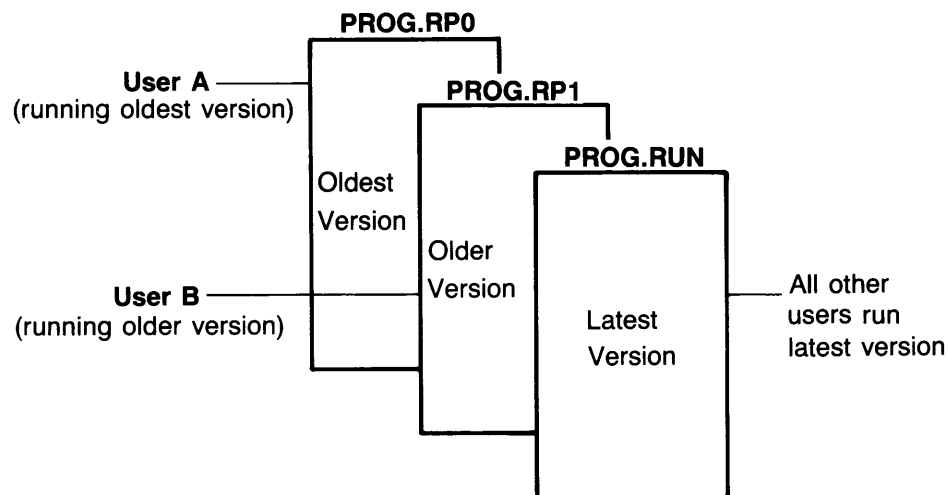 PROG.RP0
User A
(running oldest version)
PROG.RP1
PROG.RUN
Oldest
Version
Older
Version
User B
(running older version)
Latest
Version
All other
users run
latest version